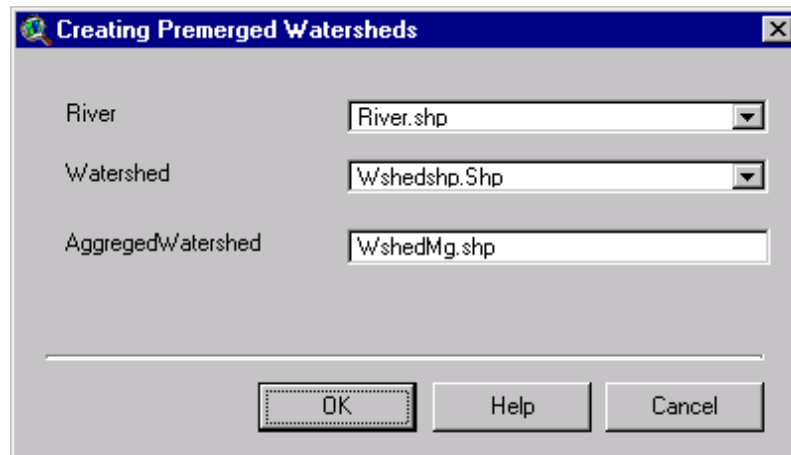 Creating Premerged Watersheds
River River.shp
Watershed Wshedshp.Shp
AggregedWatershed WshedMg.shp
OK Help Cancel